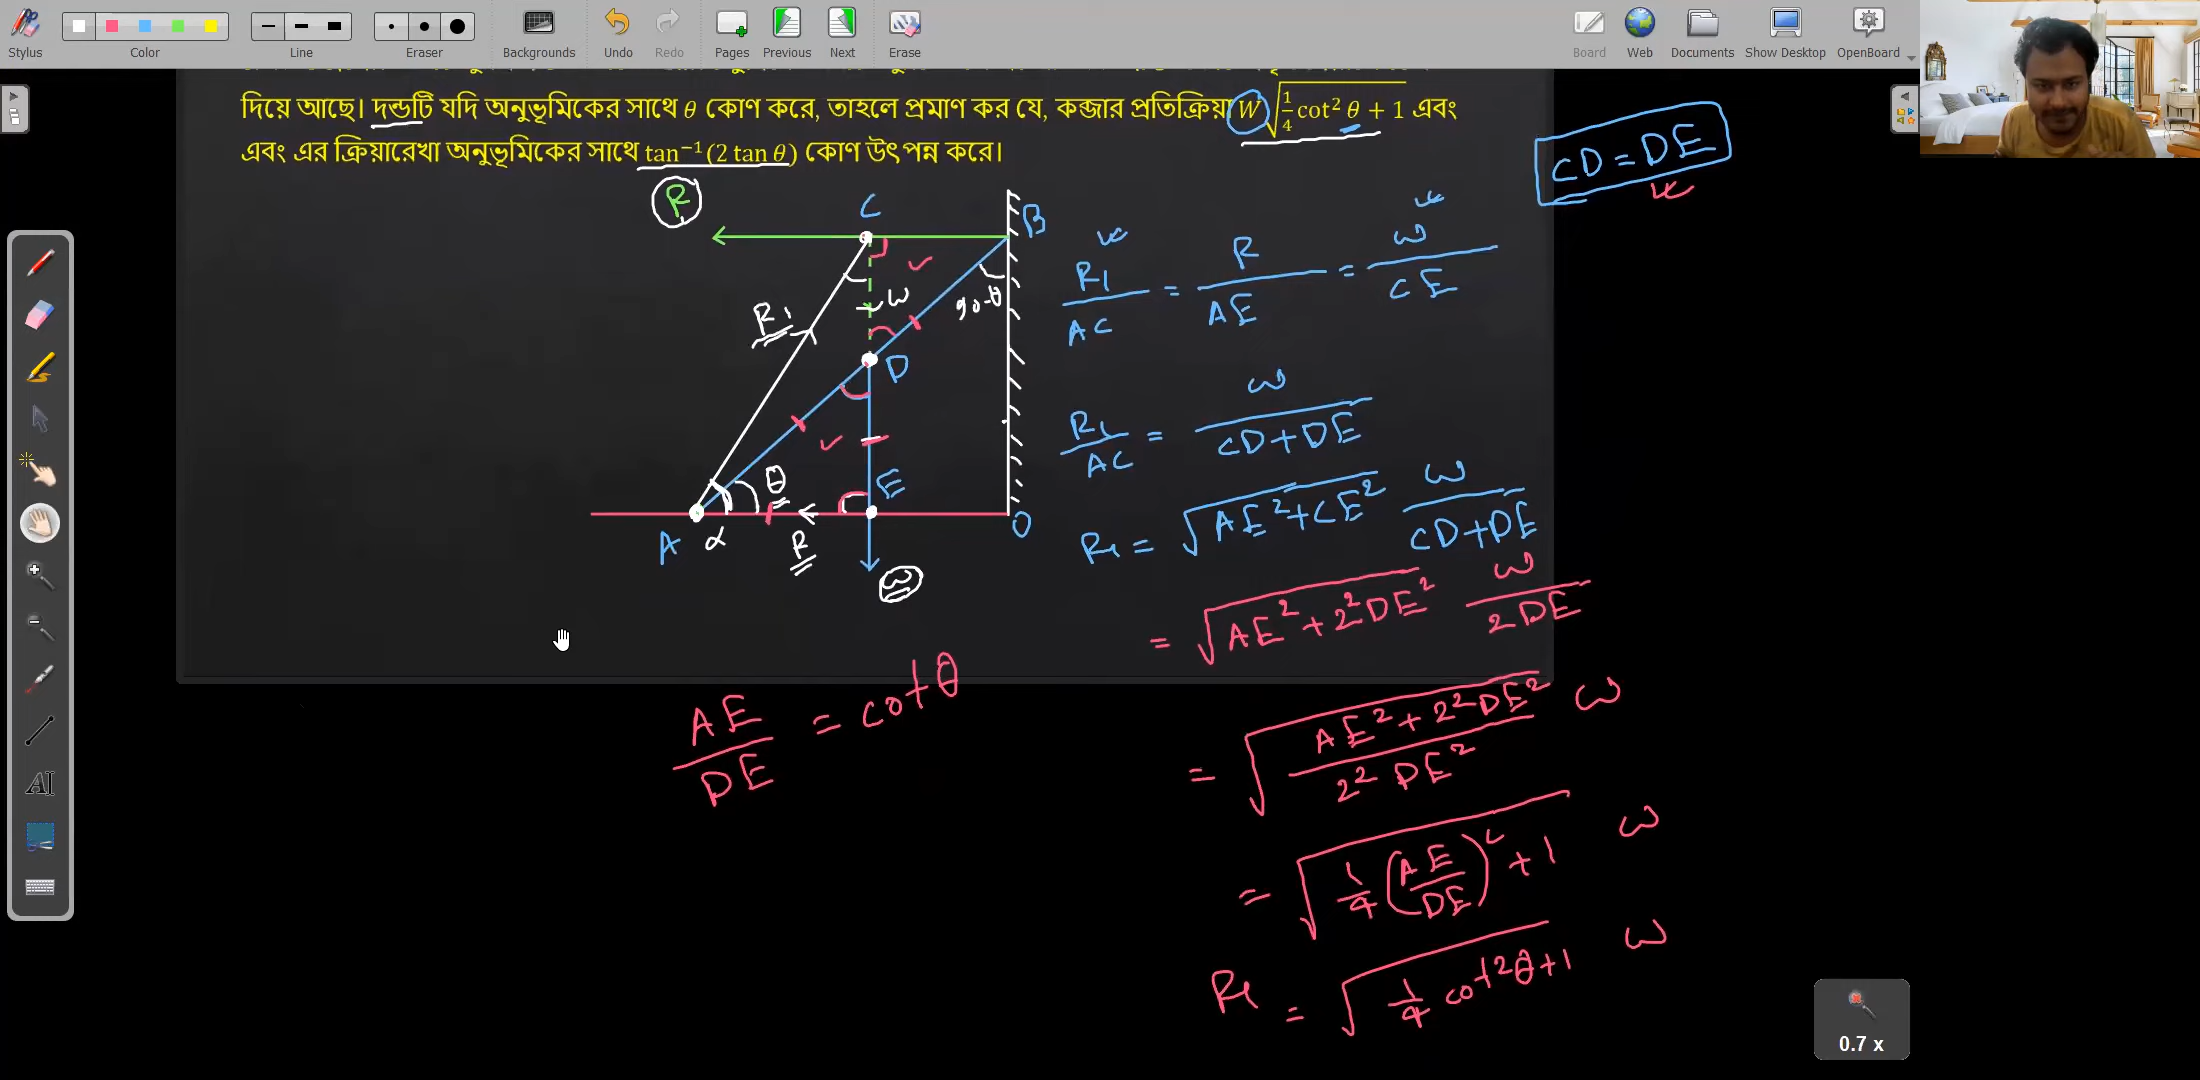 Stylus Color Line Eraser Backgrounds Undo Redo Pages Previous Next Erase Board Web Documents Show Desktop OpenBoard
দিয়ে আছে। দন্ডটি যদি অনুভূমিকের সাথে θ কোণ করে, তাহলে প্রমাণ কর যে, কব্জার প্রতিক্রিয়া W√(1/4 cot² θ + 1) এবং
এবং এর ক্রিয়ারেখা অনুভূমিকের সাথে tan⁻¹(2 tan θ) কোণ উৎপন্ন করে।
CD = DE
R
C
B
R₁
W
90-θ
D
θ
E
A
α
R
O
W
R₁/AC = R/AE = W/CE
R₁/AC = W/(CD+DE)
R₁ = √(AE²+CE²) W/(CD+DE)
= √(AE²+2²DE²) W/2DE
AE/DE = cotθ
= √((AE²+2²DE²)/(2²DE²)) W
= √(1/4 (AE/DE)² + 1) W
R₁ = √(1/4 cot²θ+1) W
AI
0.7 x